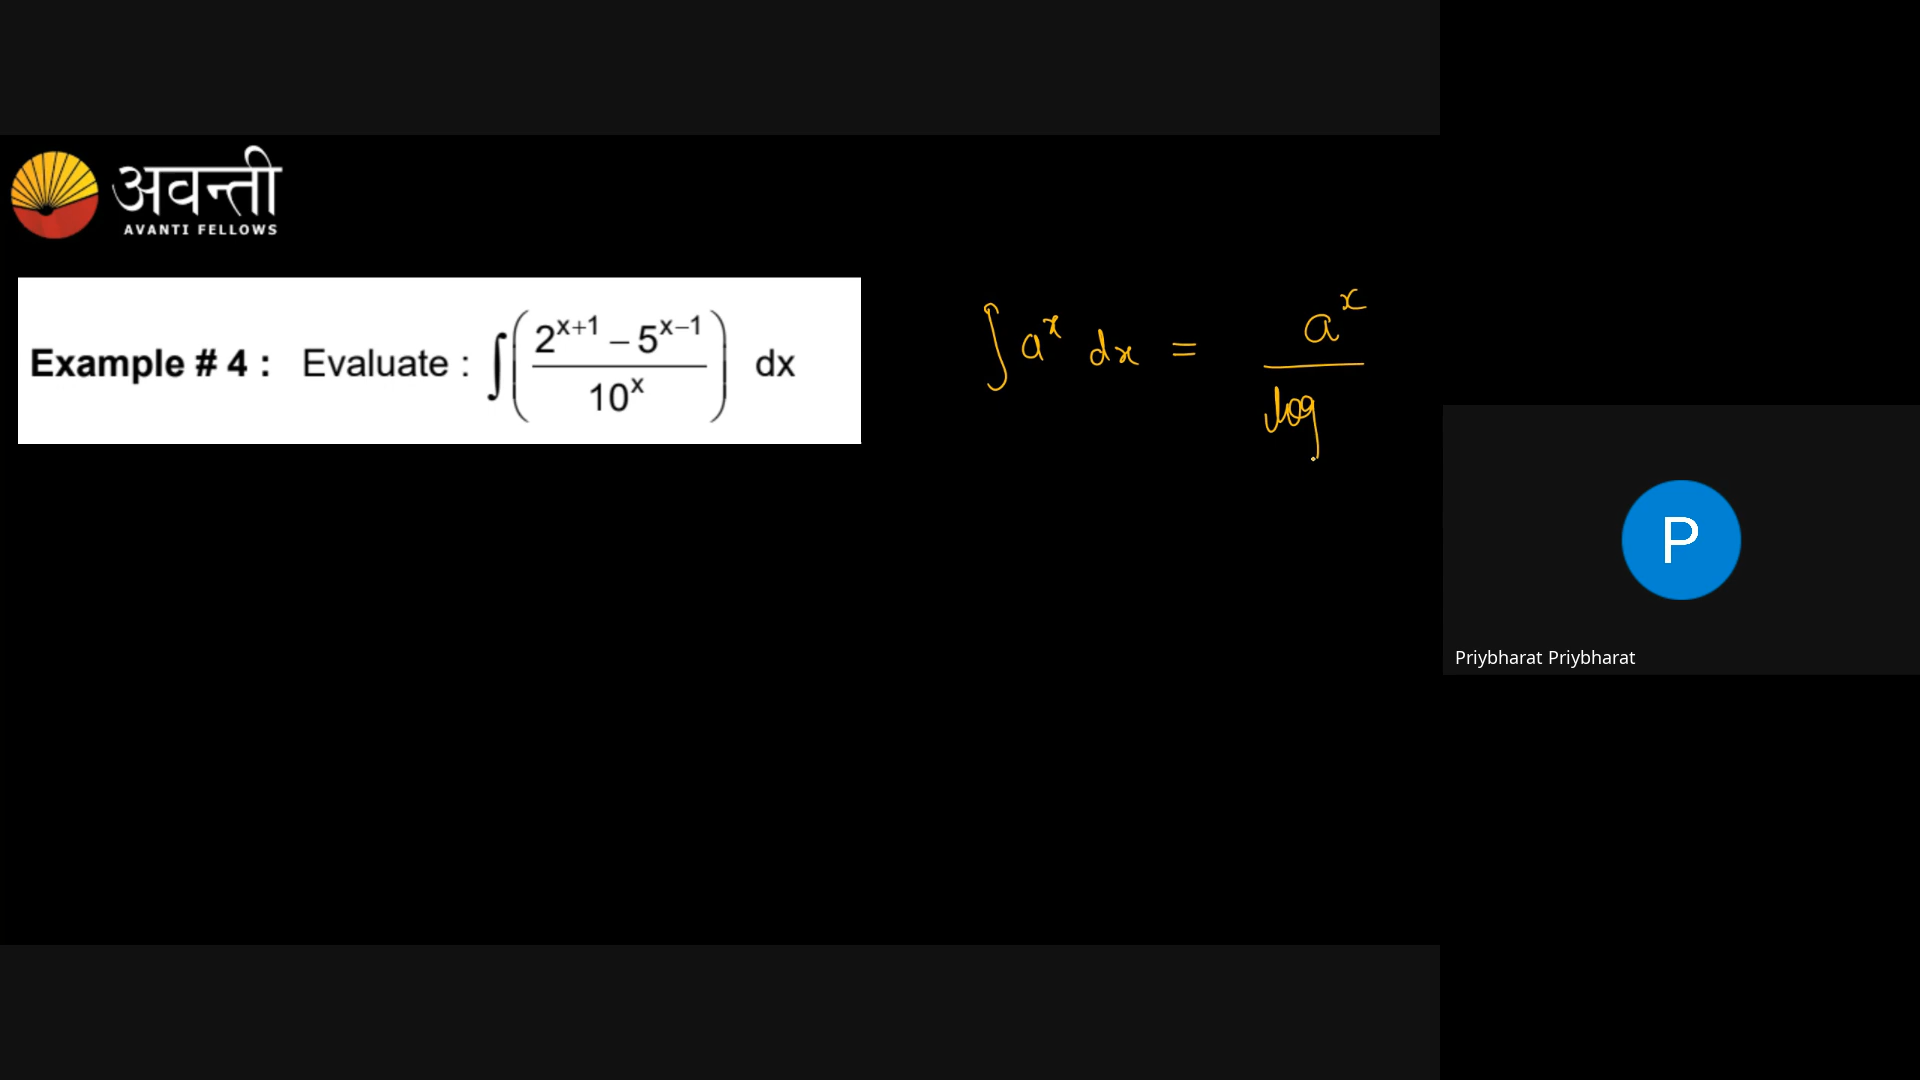 अवन्ती
AVANTI FELLOWS
Example # 4 : Evaluate : ∫((2^(x+1) – 5^(x–1))/10^x) dx
∫ a^x dx = a^x / log
P
Priybharat Priybharat